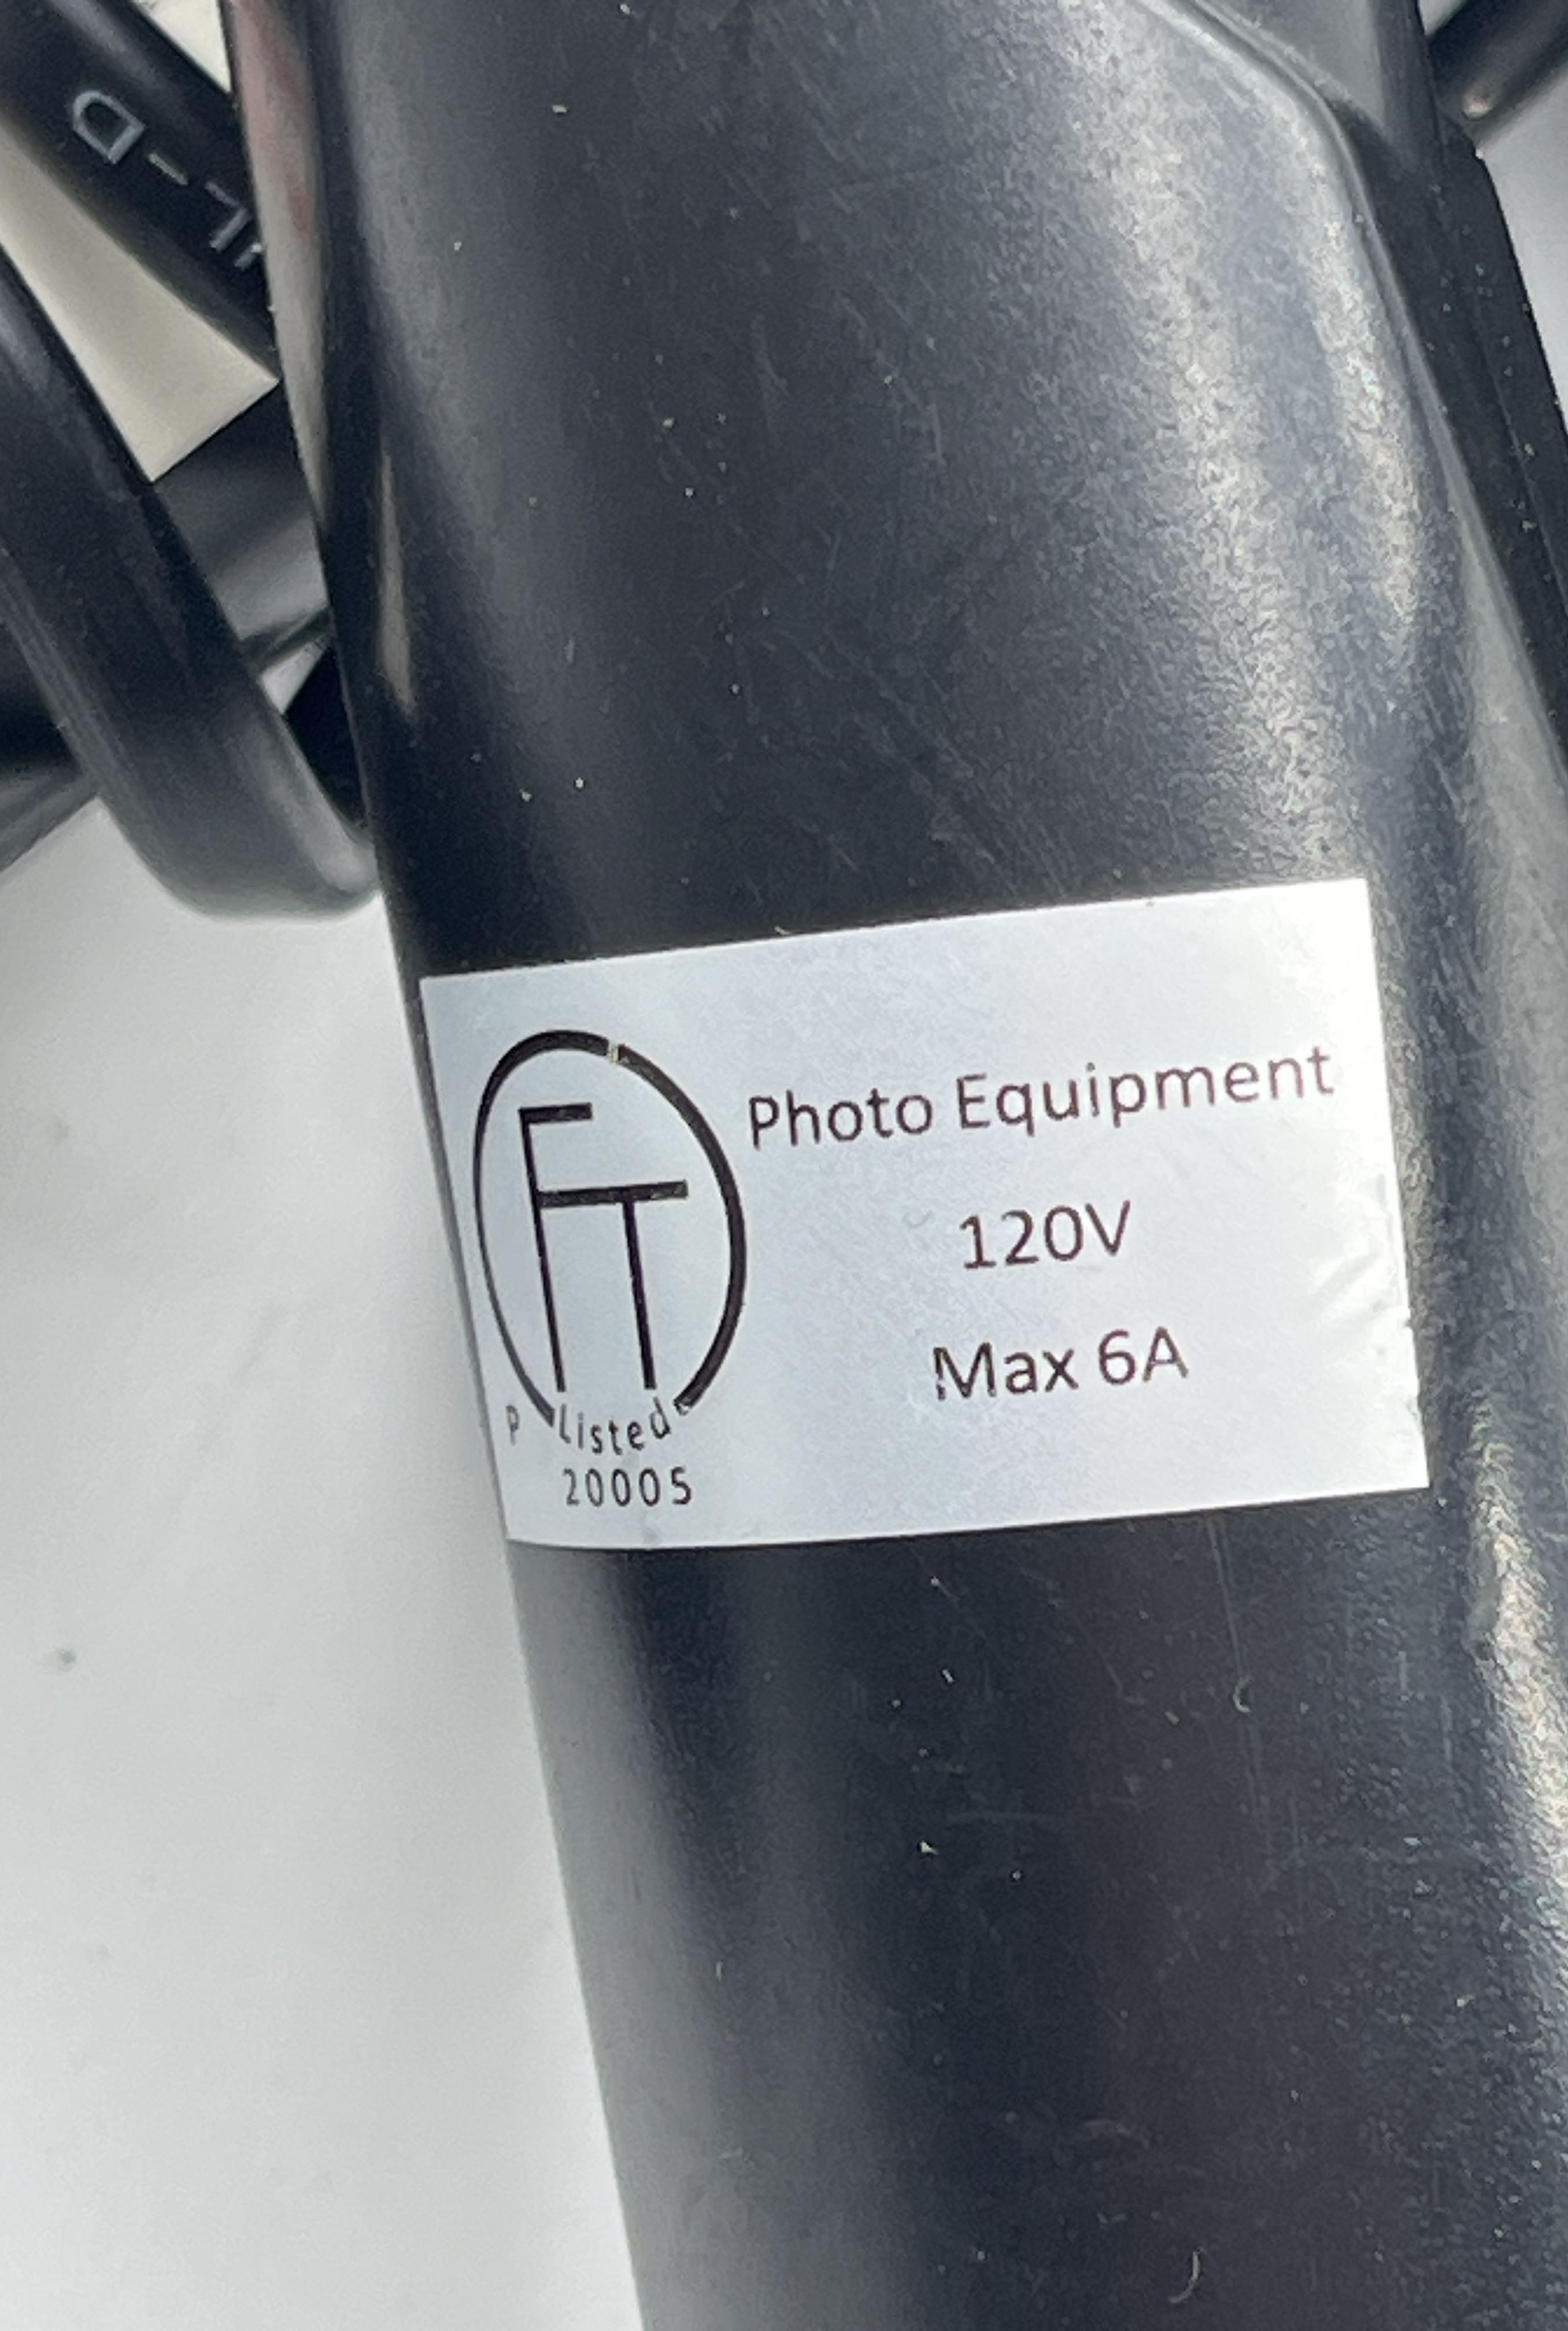 Photo Equipment
120V
Max 6A
FT
P Listed
20005